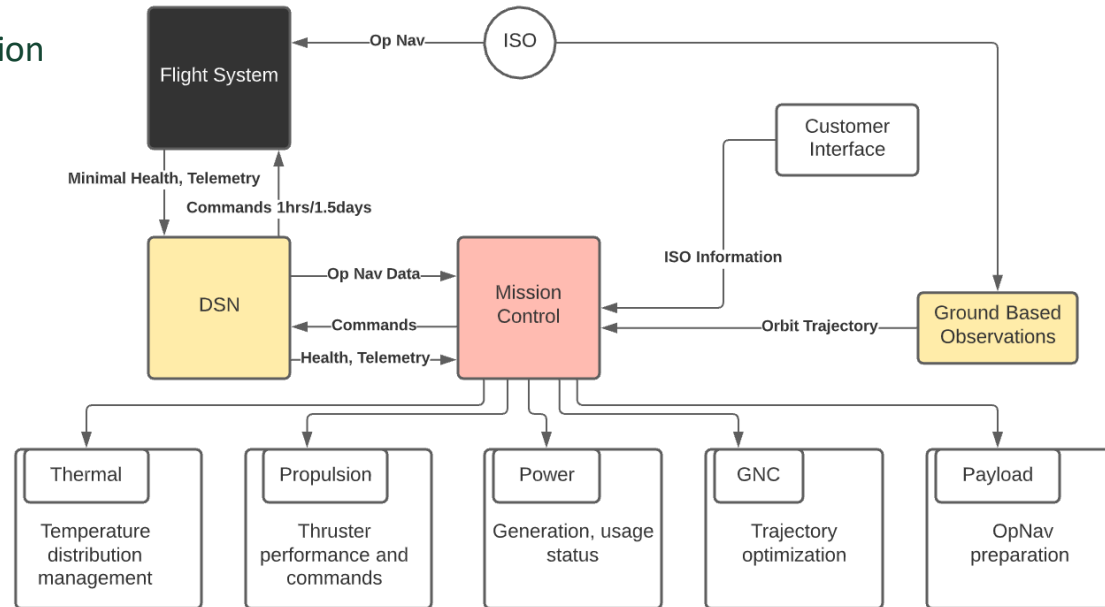 ion
Op Nav
ISO
Flight System
Customer
Interface
Minimal Health, Telemetry
Commands 1hrs/1.5days
ISO Information
DSN
Op Nav Data
Mission
Control
Commands
Health, Telemetry
Orbit Trajectory
Ground Based
Observations
Thermal
Temperature
distribution
management
Propulsion
Thruster
performance and
commands
Power
Generation, usage
status
GNC
Trajectory
optimization
Payload
OpNav
preparation